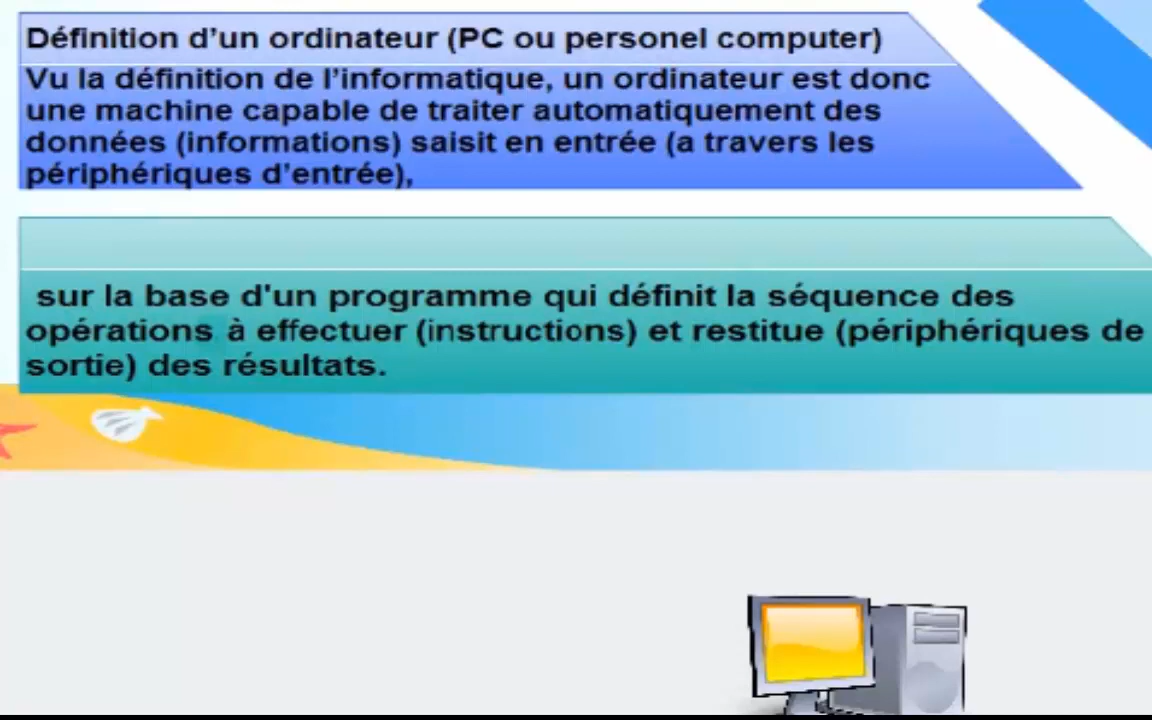 Définition d’un ordinateur (PC ou personel computer)
Vu la définition de l’informatique, un ordinateur est donc
une machine capable de traiter automatiquement des
données (informations) saisit en entrée (a travers les
périphériques d’entrée),
sur la base d'un programme qui définit la séquence des
opérations à effectuer (instructions) et restitue (périphériques de
sortie) des résultats.